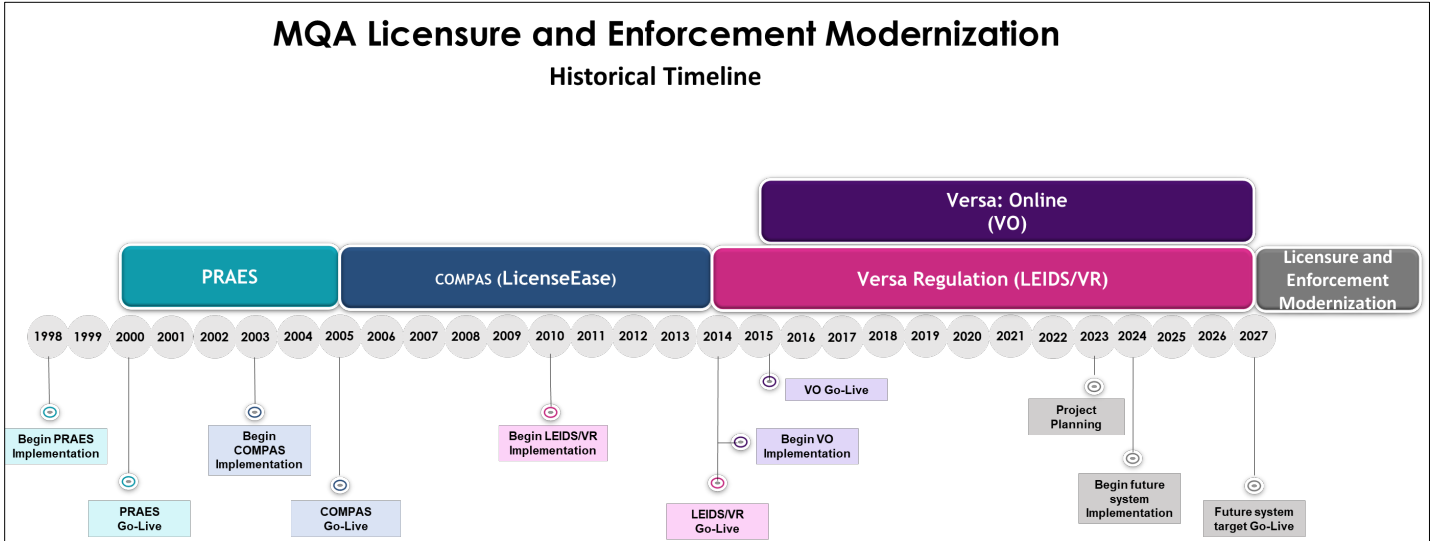 MQA Licensure and Enforcement Modernization
Historical Timeline
Versa: Online
(VO)
PRAES
COMPAS (LicenseEase)
Versa Regulation (LEIDS/VR)
Licensure and
Enforcement
Modernization
1998 1999 2000 2001 2002 2003 2004 2005 2006 2007 2008 2009 2010 2011 2012 2013 2014 2015 2016 2017 2018 2019 2020 2021 2022 2023 2024 2025 2026 2027
VO Go-Live
Project
Planning
Begin PRAES
Implementation
Begin
COMPAS
Implementation
Begin LEIDS/VR
Implementation
Begin VO
Implementation
Begin future
system
Implementation
PRAES
Go-Live
COMPAS
Go-Live
LEIDS/VR
Go-Live
Future system
target Go-Live